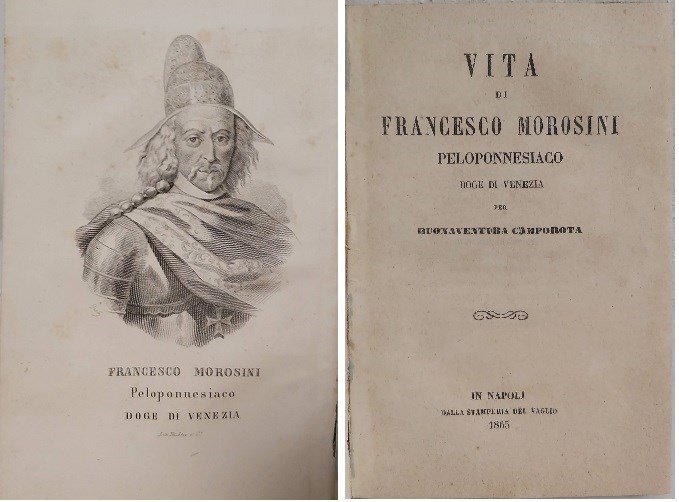 FRANCESCO MOROSINI
Peloponnesiaco
DOGE DI VENEZIA
VITA
DI
FRANCESCO MOROSINI
PELOPONNESIACO
DOGE DI VENEZIA
PER
BUONAVENTURA CAMPOROTA
IN NAPOLI
DALLA STAMPERIA DEL VAGLIO
1865